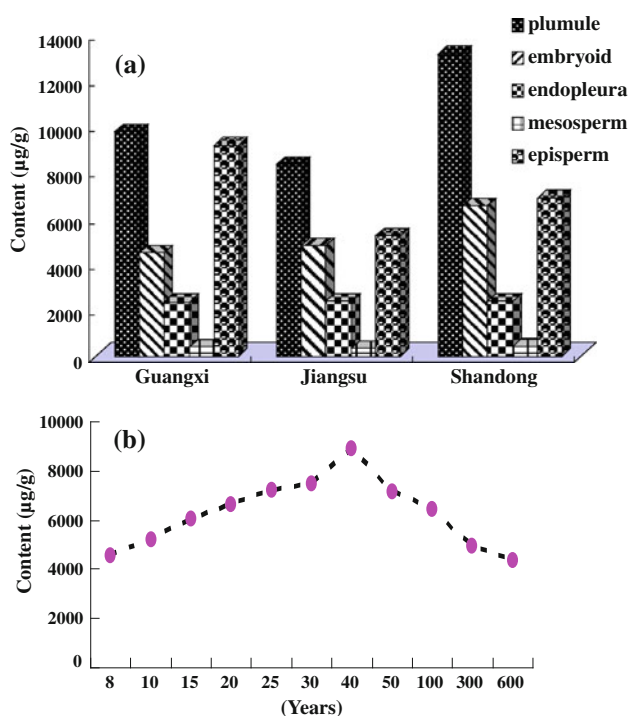 (a)
Content (µg/g)
14000
12000
10000
8000
6000
4000
2000
0
plumule
embryoid
endopleura
mesosperm
episperm
Guangxi Jiangsu Shandong
(b)
Content (µg/g)
10000
8000
6000
4000
2000
0
8 10 15 20 25 30 40 50 100 300 600
(Years)